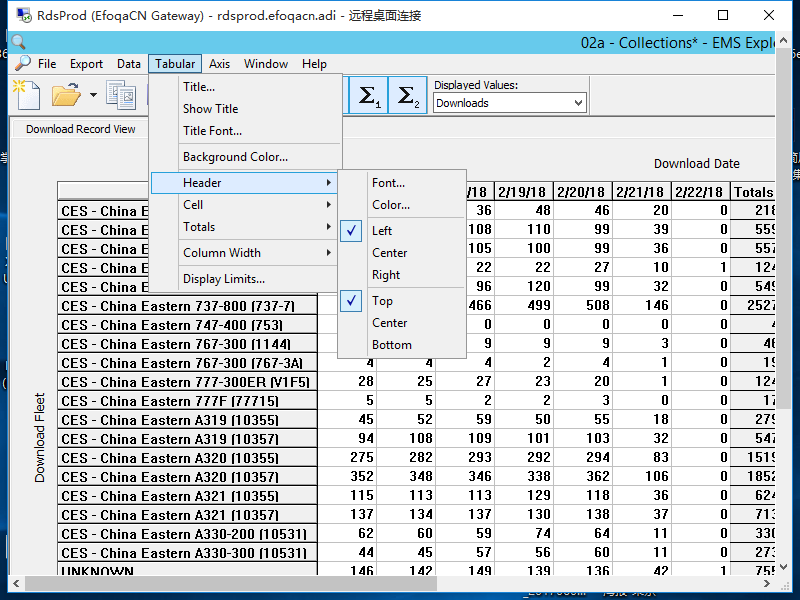 RdsProd (EfoqaCN Gateway) - rdsprod.efoqacn.adi - 远程桌面连接
02a - Collections* - EMS Explo
File Export Data Tabular Axis Window Help
Title...
Show Title
Title Font...
Background Color...
Header
Cell
Totals
Column Width
Display Limits...
Font...
Color...
Left
Center
Right
Top
Center
Bottom
Σ1 Σ2
Displayed Values:
Downloads
Download Record View
Download Date
Download Fleet
/18 2/19/18 2/20/18 2/21/18 2/22/18 Totals
CES - China E 36 48 46 20 0 218
CES - China E 108 110 99 39 0 559
CES - China E 105 100 99 36 0 557
CES - China E 22 22 27 10 1 124
CES - China E 96 120 99 32 0 549
CES - China Eastern 737-800 (737-7) 466 499 508 146 0 2527
CES - China Eastern 747-400 (753) 0 0 0 0 0
CES - China Eastern 767-300 (1144) 9 9 9 3 0 46
CES - China Eastern 767-300 (767-3A) 4 4 4 2 4 1 0 19
CES - China Eastern 777-300ER (V1F5) 28 25 27 23 20 1 0 124
CES - China Eastern 777F (77715) 5 5 2 2 3 0 0 17
CES - China Eastern A319 (10355) 45 52 59 50 55 18 0 279
CES - China Eastern A319 (10357) 94 108 109 101 103 32 0 547
CES - China Eastern A320 (10355) 275 282 293 292 294 83 0 1519
CES - China Eastern A320 (10357) 352 348 346 338 362 106 0 1852
CES - China Eastern A321 (10355) 115 113 113 129 118 36 0 624
CES - China Eastern A321 (10357) 137 134 137 130 138 37 0 713
CES - China Eastern A330-200 (10531) 62 60 59 74 64 11 0 330
CES - China Eastern A330-300 (10531) 44 45 57 56 60 11 0 273
UNKNOWN 146 142 149 139 136 42 1 755